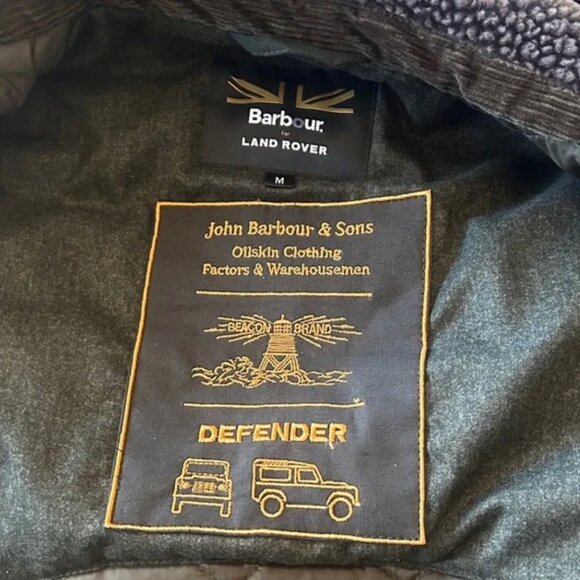 Barbour
for
LAND ROVER
M
John Barbour & Sons
Oilskin Clothing
Factors & Warehousemen
BEACON BRAND
DEFENDER